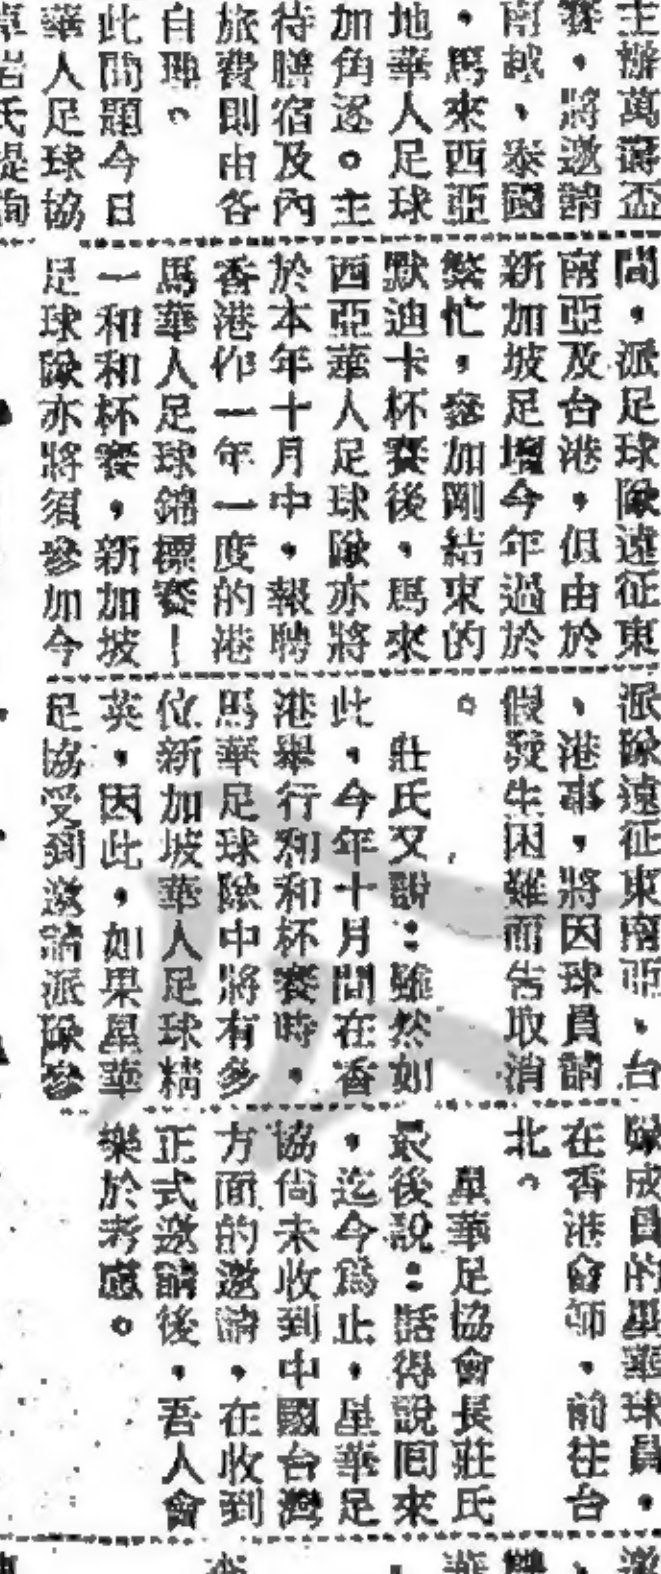 主辦萬壽盃
賽，將邀請
南越、泰國
、馬來西亞
地華人足球
加角逐。主
待膳宿及內
旅費則由各
自理。
此問題今日
華人足球協
氏提詢
間，派足球隊遠征東
南亞及台港，但由於
新加坡足壇今年過於
繁忙，參加剛結束的
默迪卡杯賽後，馬來
西亞華人足球隊亦將
於本年十月中，報聘
香港作一年一度的港
馬華人足球錦標賽—
一和和杯賽，新加坡
足球隊亦將須參加今
派隊遠征東南亞、台
、港事，將因球員請
假發生困難而告取消
。
莊氏又說：雖然如
此，今年十月間在香
港舉行和和杯賽時，
馬華足球隊中將有多
位新加坡華人足球精
英，因此，如果星華
足協受到邀請派隊參
隊成員的星華球員，
在香港會師，前往台
北。
星華足協會長莊氏
最後說：話得說回來
，迄今為止，星華足
協尚未收到中國台灣
方面的邀請，在收到
正式邀請後，吾人會
樂於考慮。